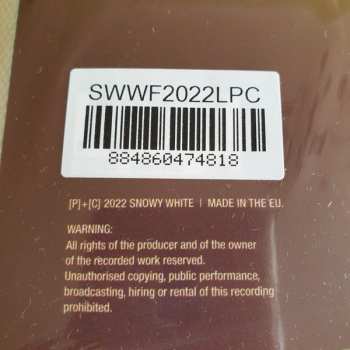 SWWF2022LPC
884860474818
[P]+[C] 2022 SNOWY WHITE | MADE IN THE EU.
WARNING:
All rights of the producer and of the owner
of the recorded work reserved.
Unauthorised copying, public performance,
broadcasting, hiring or rental of this recording
prohibited.